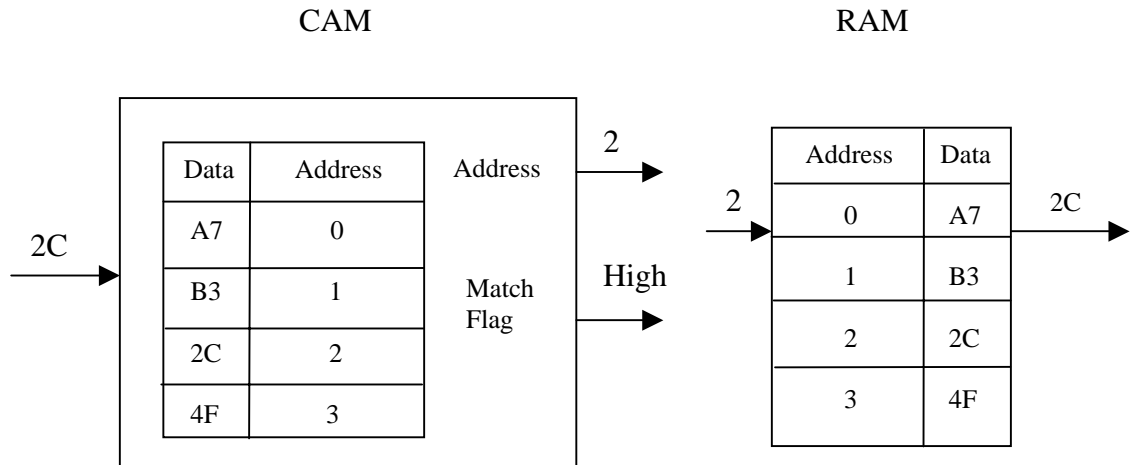 CAM
RAM
2C
Data Address
A7 0
B3 1
2C 2
4F 3
Address
Match
Flag
2
High
2
Address Data
0 A7
1 B3
2 2C
3 4F
2C